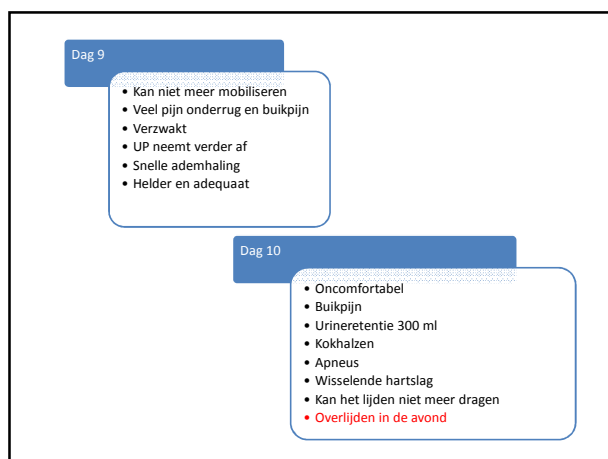 Dag 9
• Kan niet meer mobiliseren
• Veel pijn onderrug en buikpijn
• Verzwakt
• UP neemt verder af
• Snelle ademhaling
• Helder en adequaat
Dag 10
• Oncomfortabel
• Buikpijn
• Urineretentie 300 ml
• Kokhalzen
• Apneus
• Wisselende hartslag
• Kan het lijden niet meer dragen
• Overlijden in de avond